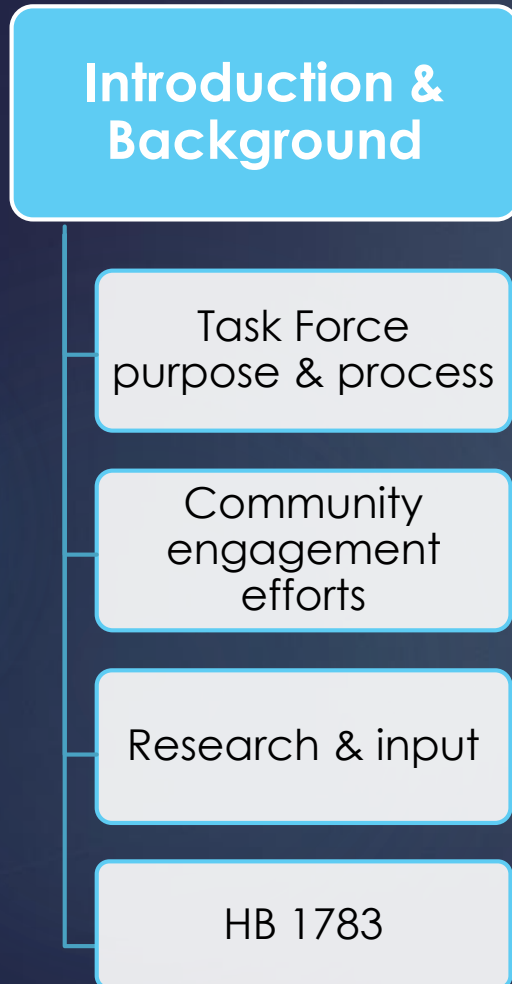 Introduction &
Background
Task Force
purpose & process
Community
engagement
efforts
Research & input
HB 1783